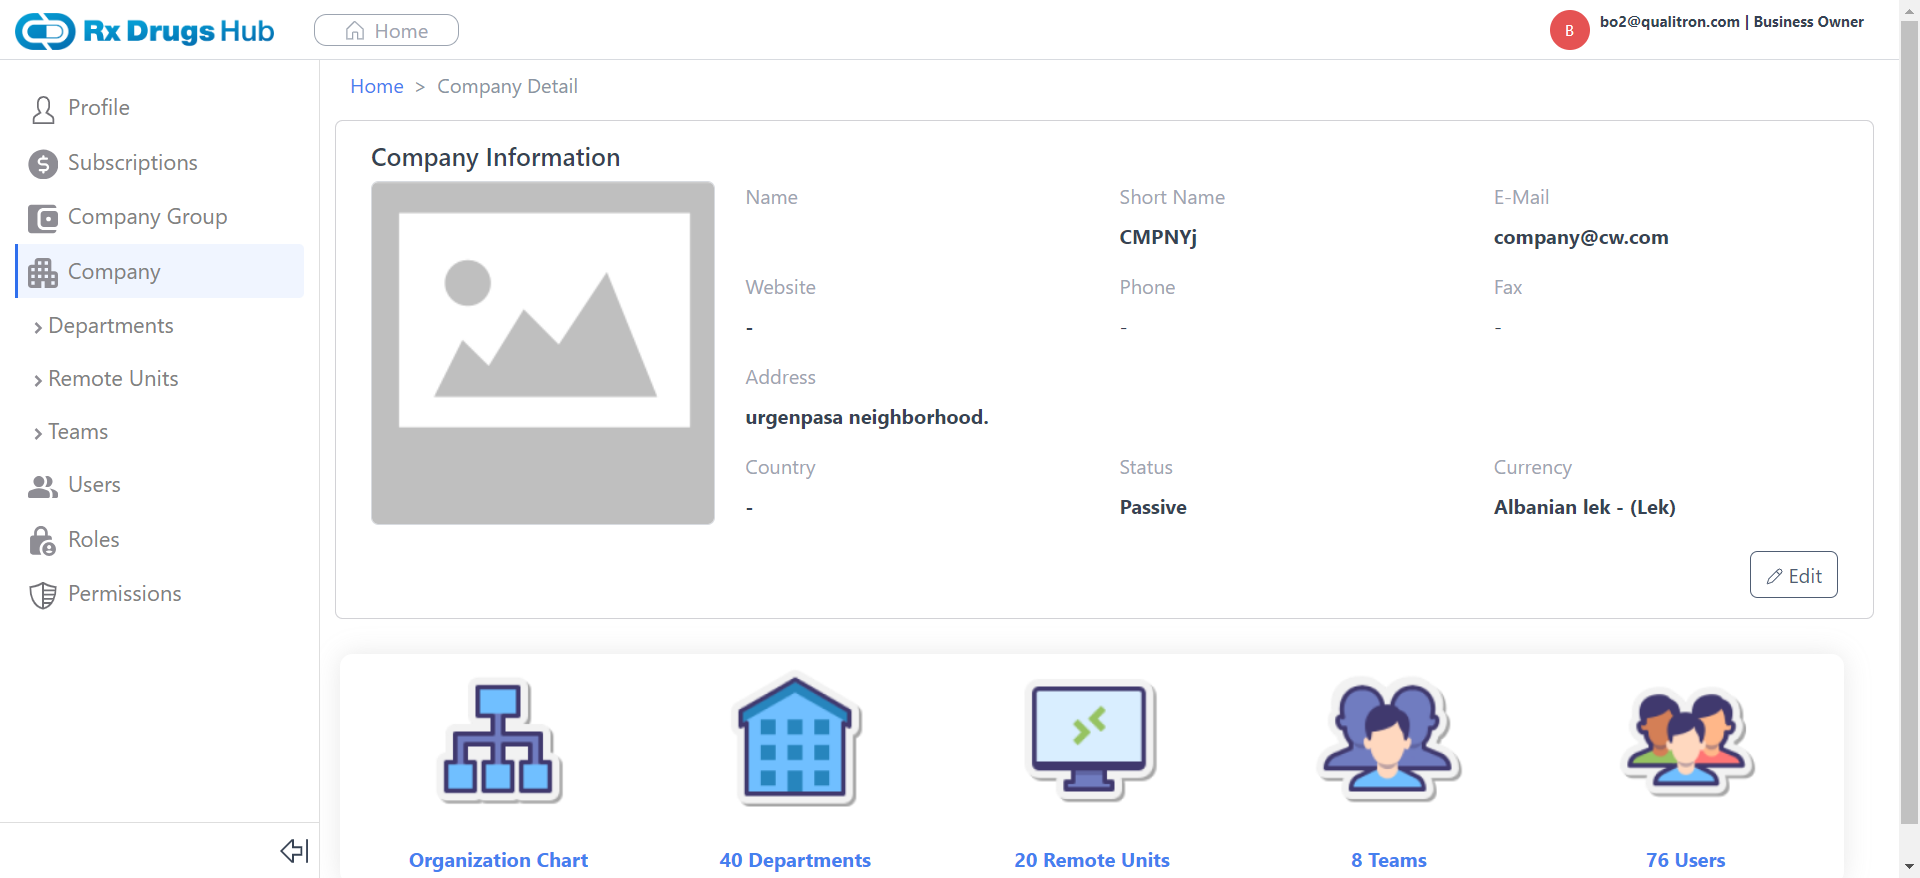 Rx Drugs Hub
Home
B
bo2@qualitron.com | Business Owner
Profile
Subscriptions
Company Group
Company
Departments
Remote Units
Teams
Users
Roles
Permissions
Home > Company Detail
Company Information
Name
Short Name
CMPNYj
E-Mail
company@cw.com
Website
-
Phone
-
Fax
-
Address
urgenpasa neighborhood.
Country
-
Status
Passive
Currency
Albanian lek - (Lek)
Edit
Organization Chart
40 Departments
20 Remote Units
8 Teams
76 Users